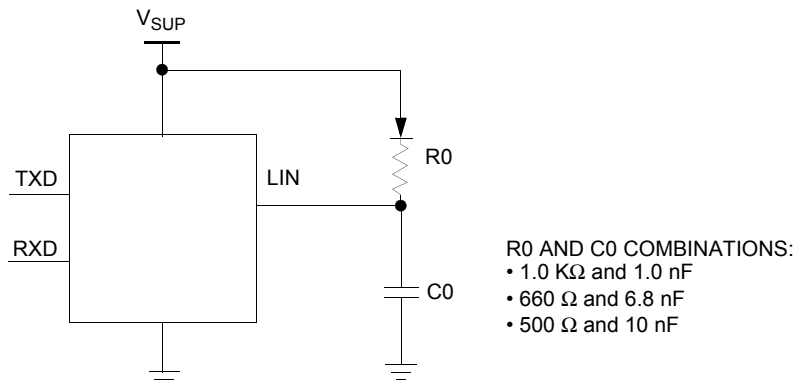 VSUP
R0
TXD
LIN
RXD
C0
R0 AND C0 COMBINATIONS:
• 1.0 KΩ and 1.0 nF
• 660 Ω and 6.8 nF
• 500 Ω and 10 nF